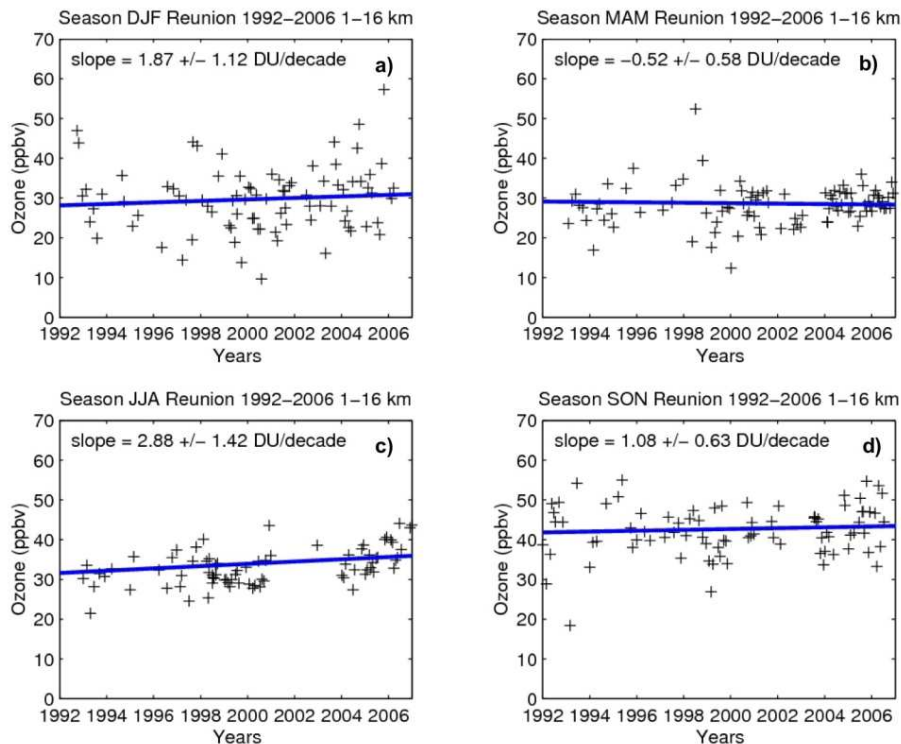 Season DJF Reunion 1992−2006 1−16 km
slope = 1.87 +/− 1.12 DU/decade
a)
70
60
50
40
30
20
10
0
Ozone (ppbv)
1992 1994 1996 1998 2000 2002 2004 2006
Years
Season MAM Reunion 1992−2006 1−16 km
slope = −0.52 +/− 0.58 DU/decade
b)
70
60
50
40
30
20
10
0
Ozone (ppbv)
1992 1994 1996 1998 2000 2002 2004 2006
Years
Season JJA Reunion 1992−2006 1−16 km
slope = 2.88 +/− 1.42 DU/decade
c)
70
60
50
40
30
20
10
0
Ozone (ppbv)
1992 1994 1996 1998 2000 2002 2004 2006
Years
Season SON Reunion 1992−2006 1−16 km
slope = 1.08 +/− 0.63 DU/decade
d)
70
60
50
40
30
20
10
0
Ozone (ppbv)
1992 1994 1996 1998 2000 2002 2004 2006
Years